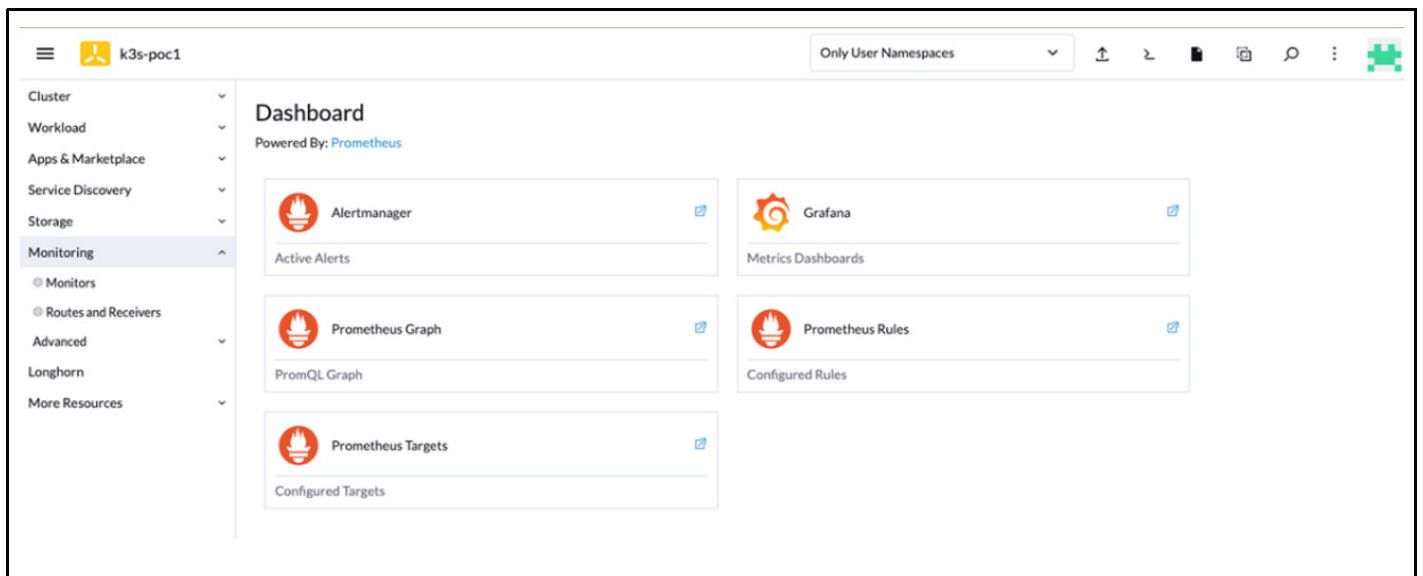 k3s-poc1
Only User Namespaces
Cluster
Workload
Apps & Marketplace
Service Discovery
Storage
Monitoring
Monitors
Routes and Receivers
Advanced
Longhorn
More Resources
Dashboard
Powered By: Prometheus
Alertmanager
Active Alerts
Grafana
Metrics Dashboards
Prometheus Graph
PromQL Graph
Prometheus Rules
Configured Rules
Prometheus Targets
Configured Targets